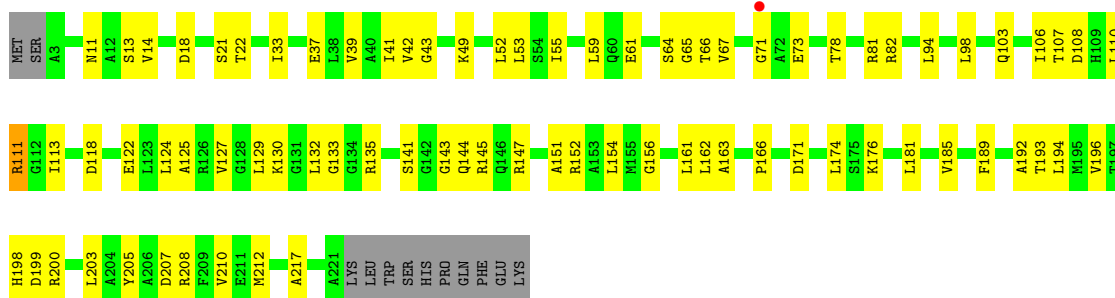 MET SER A3 N11 A12 S13 V14 D18 S21 T22 I33 E37 L38 V39 A40 I41 V42 G43 K49 L52 L53 S54 I55 L59 Q60 E61 S64 G65 T66 V67 G71 A72 E73 T78 R81 R82 L94 L98 Q103 I106 T107 D108 H109 L110
R111 G112 I113 D118 E122 L123 L124 A125 R126 V127 G128 L129 K130 G131 L132 G133 G134 R135 S141 G142 G143 Q144 R145 Q146 R147 A151 R152 A153 L154 M155 G156 L161 L162 A163 P166 D171 L174 S175 K176 L181 V185 F189 A192 T193 L194 M195 V196 T197
H198 D199 R200 L203 A204 Y205 A206 D207 R208 F209 V210 E211 M212 A217 A221 LYS LEU TRP SER HIS PRO GLN PHE GLU LYS